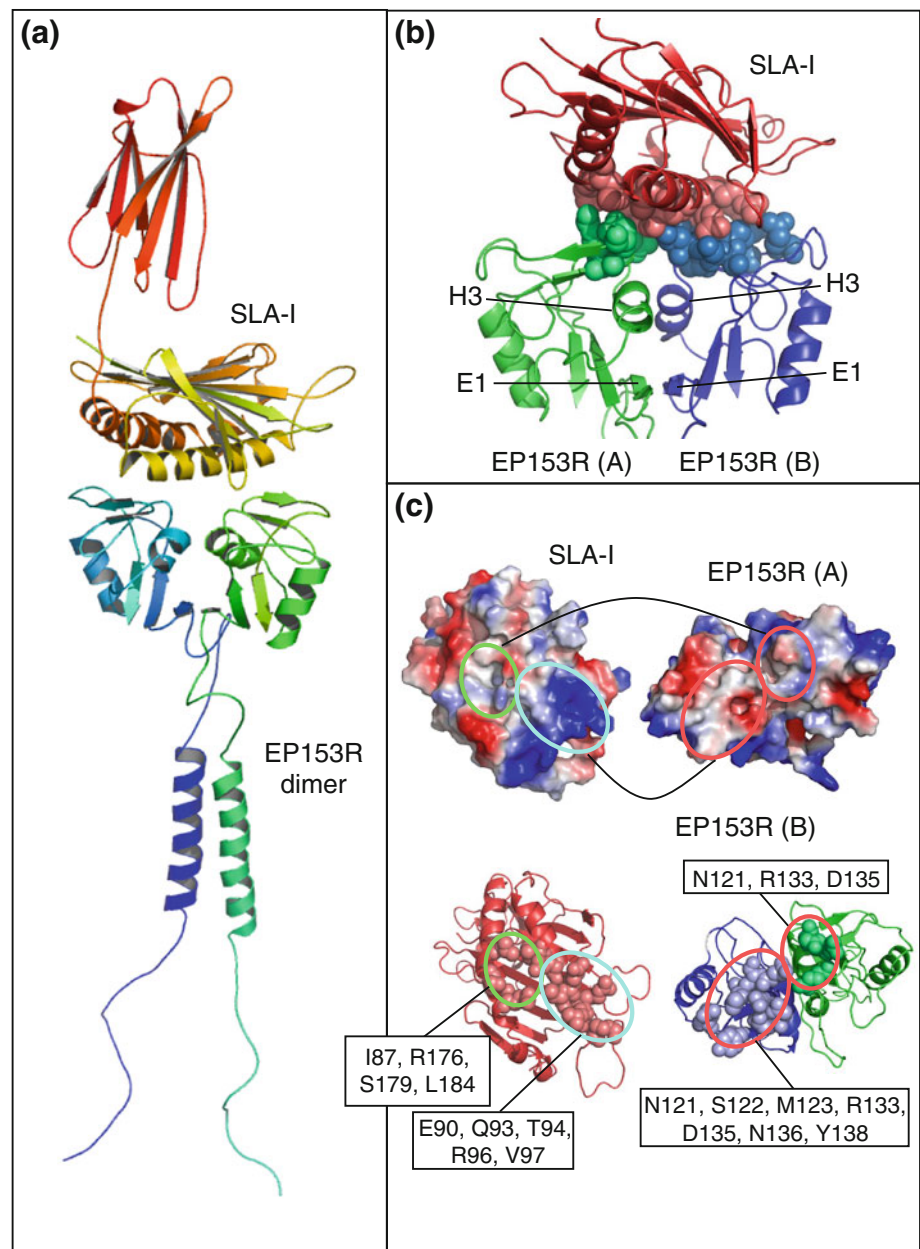 (a)
SLA-I
EP153R
dimer
(b)
SLA-I
H3
H3
E1
E1
EP153R (A)
EP153R (B)
(c)
SLA-I
EP153R (A)
EP153R (B)
N121, R133, D135
I87, R176,
S179, L184
E90, Q93, T94,
R96, V97
N121, S122, M123, R133,
D135, N136, Y138